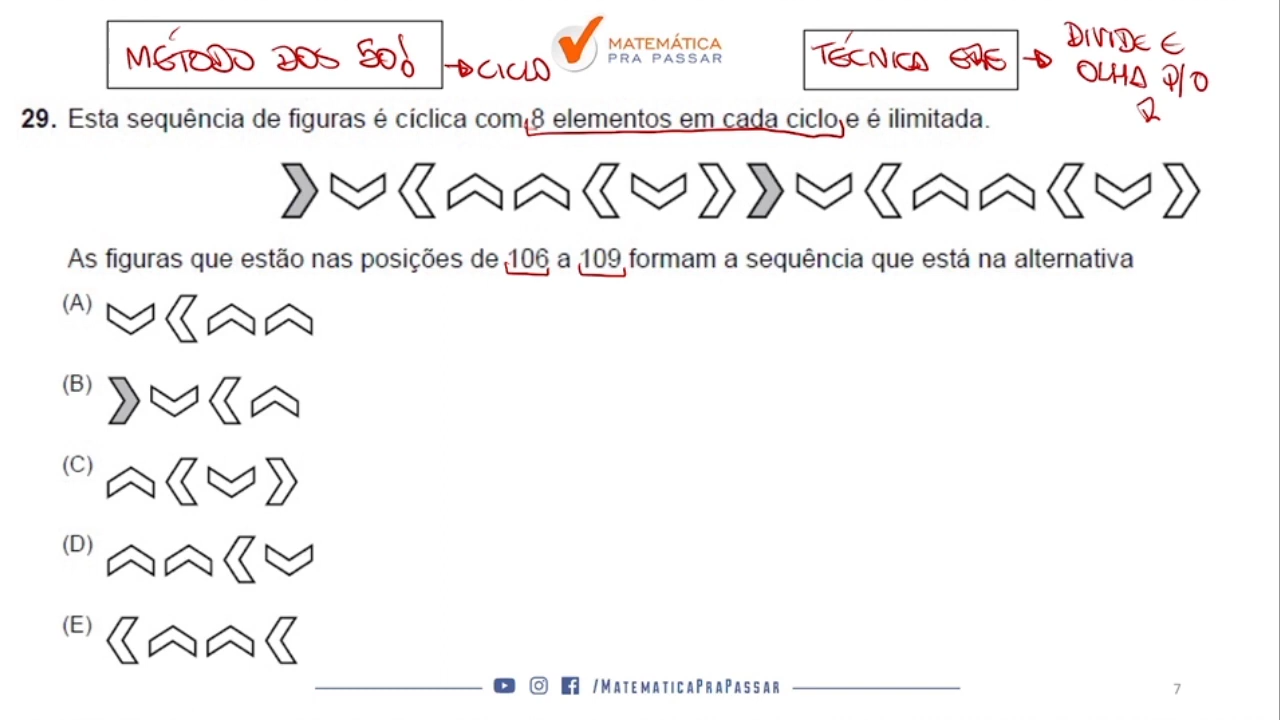 MÉTODO DOS 50! → CICLO
MATEMÁTICA
PRA PASSAR
TÉCNICA → DIVIDE E
OLHA P/O
R
29. Esta sequência de figuras é cíclica com 8 elementos em cada ciclo e é ilimitada.
As figuras que estão nas posições de 106 a 109 formam a sequência que está na alternativa
(A)
(B)
(C)
(D)
(E)
/MATEMATICAPRAPASSAR
7